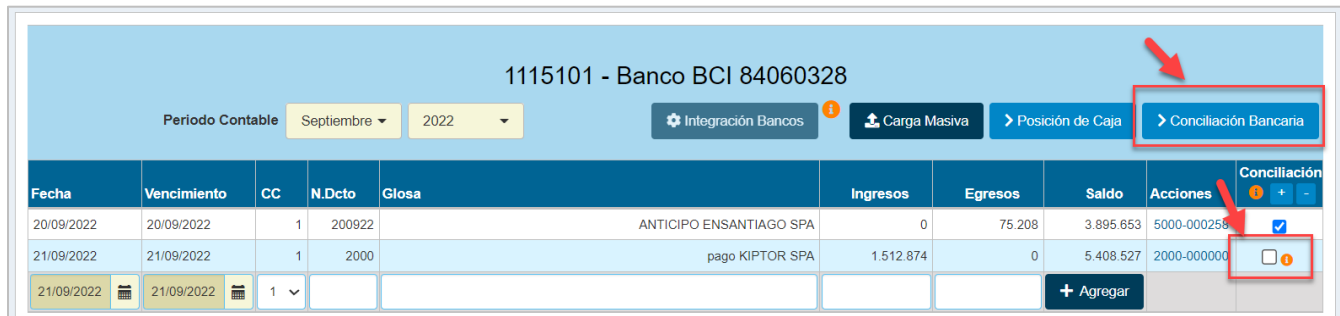 1115101 - Banco BCI 84060328
Periodo Contable Septiembre 2022 Integración Bancos Carga Masiva Posición de Caja Conciliación Bancaria
Fecha Vencimiento CC N.Dcto Glosa Ingresos Egresos Saldo Acciones Conciliación + -
20/09/2022 20/09/2022 1 200922 ANTICIPO ENSANTIAGO SPA 0 75.208 3.895.653 5000-000258
21/09/2022 21/09/2022 1 2000 pago KIPTOR SPA 1.512.874 0 5.408.527 2000-000000
21/09/2022 21/09/2022 1 + Agregar